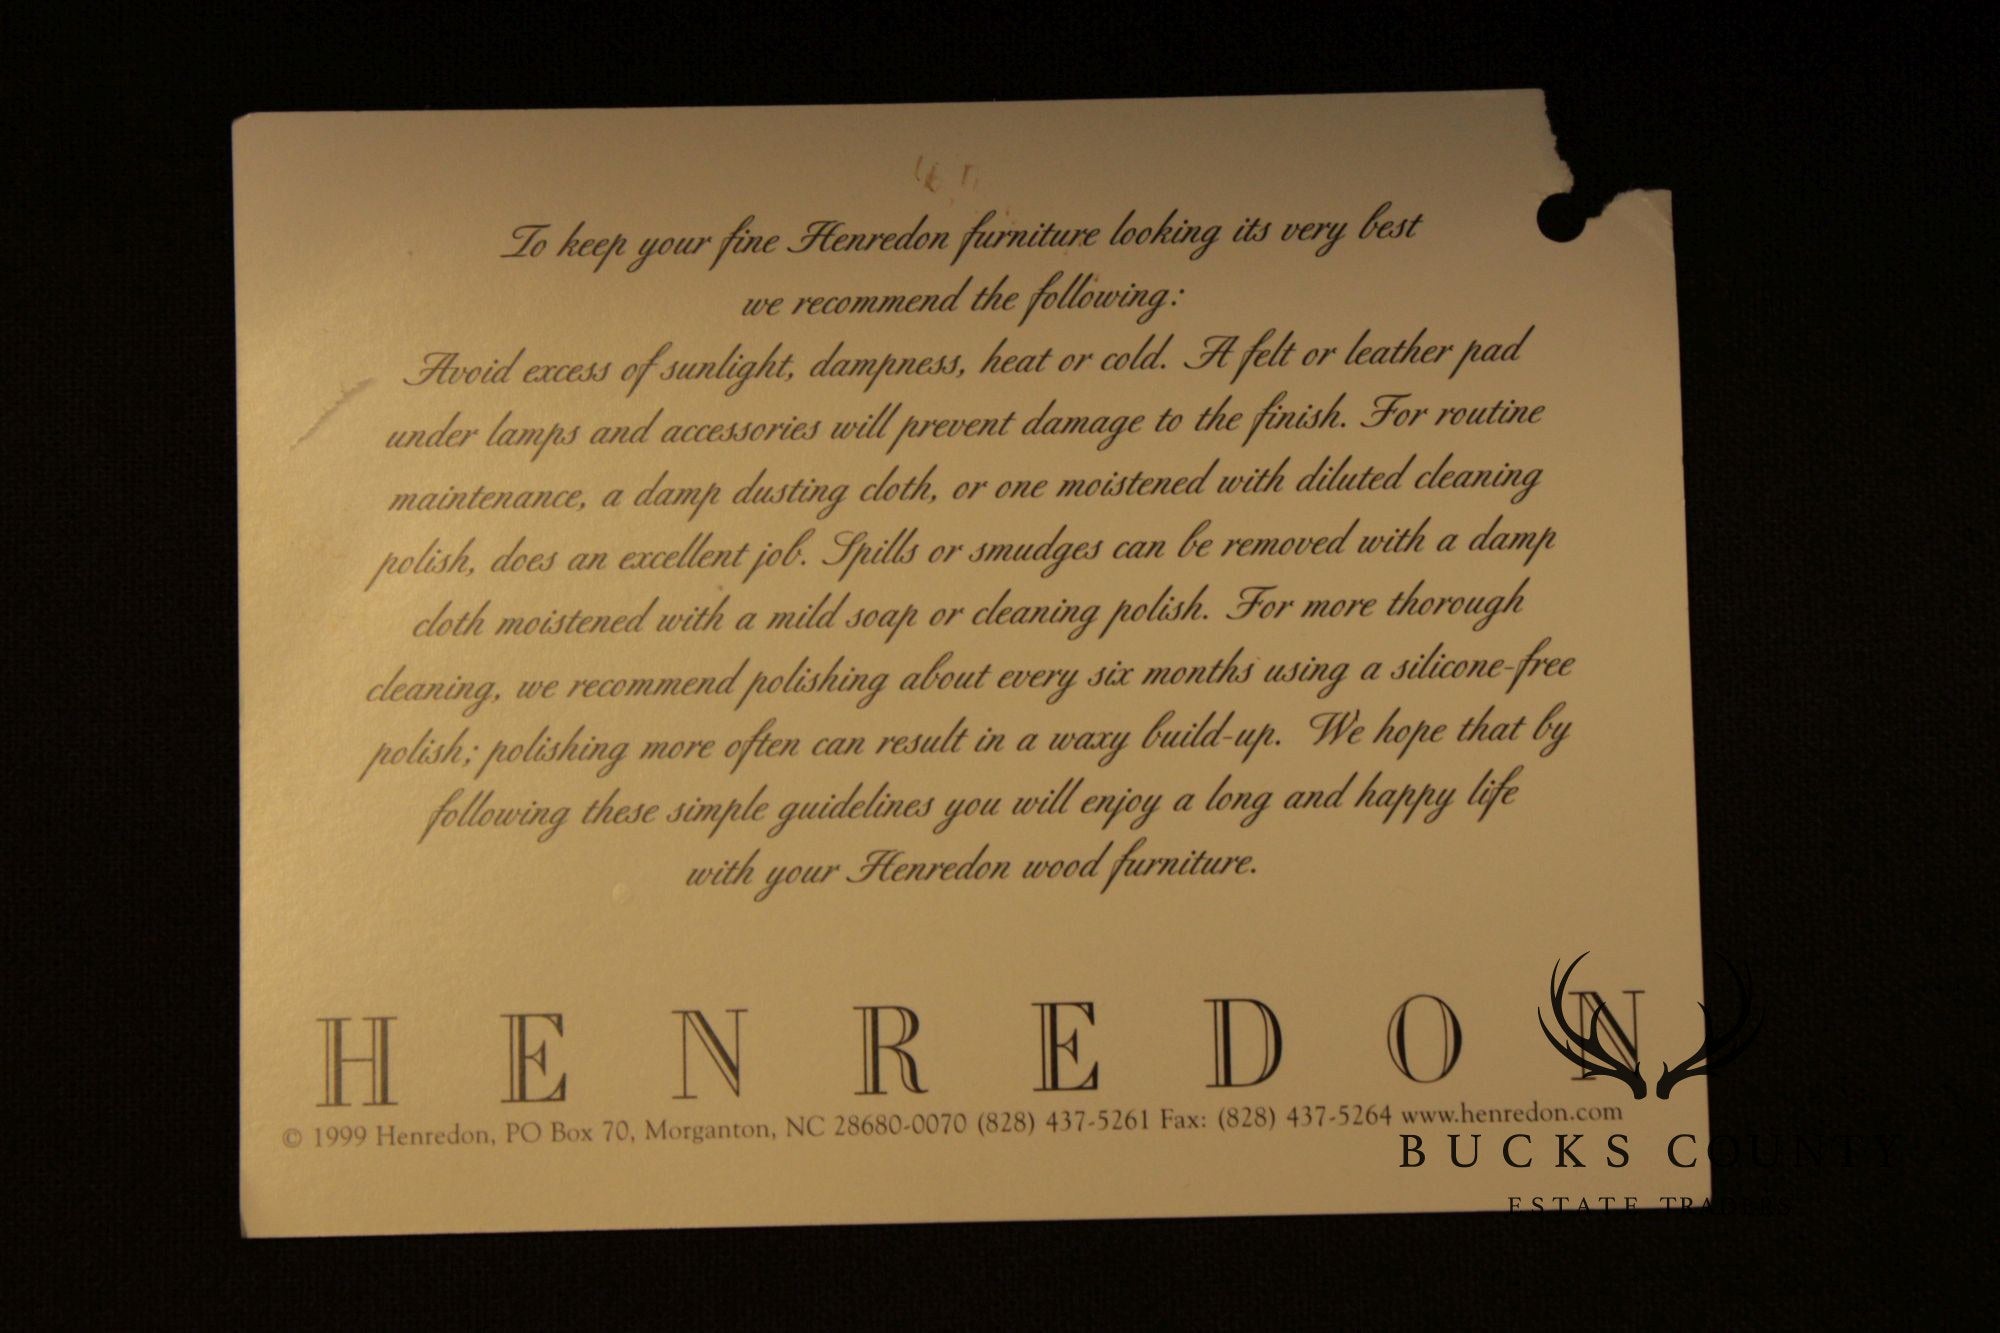 To keep your fine Henredon furniture looking its very best
we recommend the following:
Avoid excess of sunlight, dampness, heat or cold. A felt or leather pad
under lamps and accessories will prevent damage to the finish. For routine
maintenance, a damp dusting cloth, or one moistened with diluted cleaning
polish, does an excellent job. Spills or smudges can be removed with a damp
cloth moistened with a mild soap or cleaning polish. For more thorough
cleaning, we recommend polishing about every six months using a silicone-free
polish; polishing more often can result in a waxy build-up. We hope that by
following these simple guidelines you will enjoy a long and happy life
with your Henredon wood furniture.
HENREDON
© 1999 Henredon, PO Box 70, Morganton, NC 28680-0070 (828) 437-5261 Fax: (828) 437-5264 www.henredon.com
BUCKS COUNTY
ESTATE TRADERS